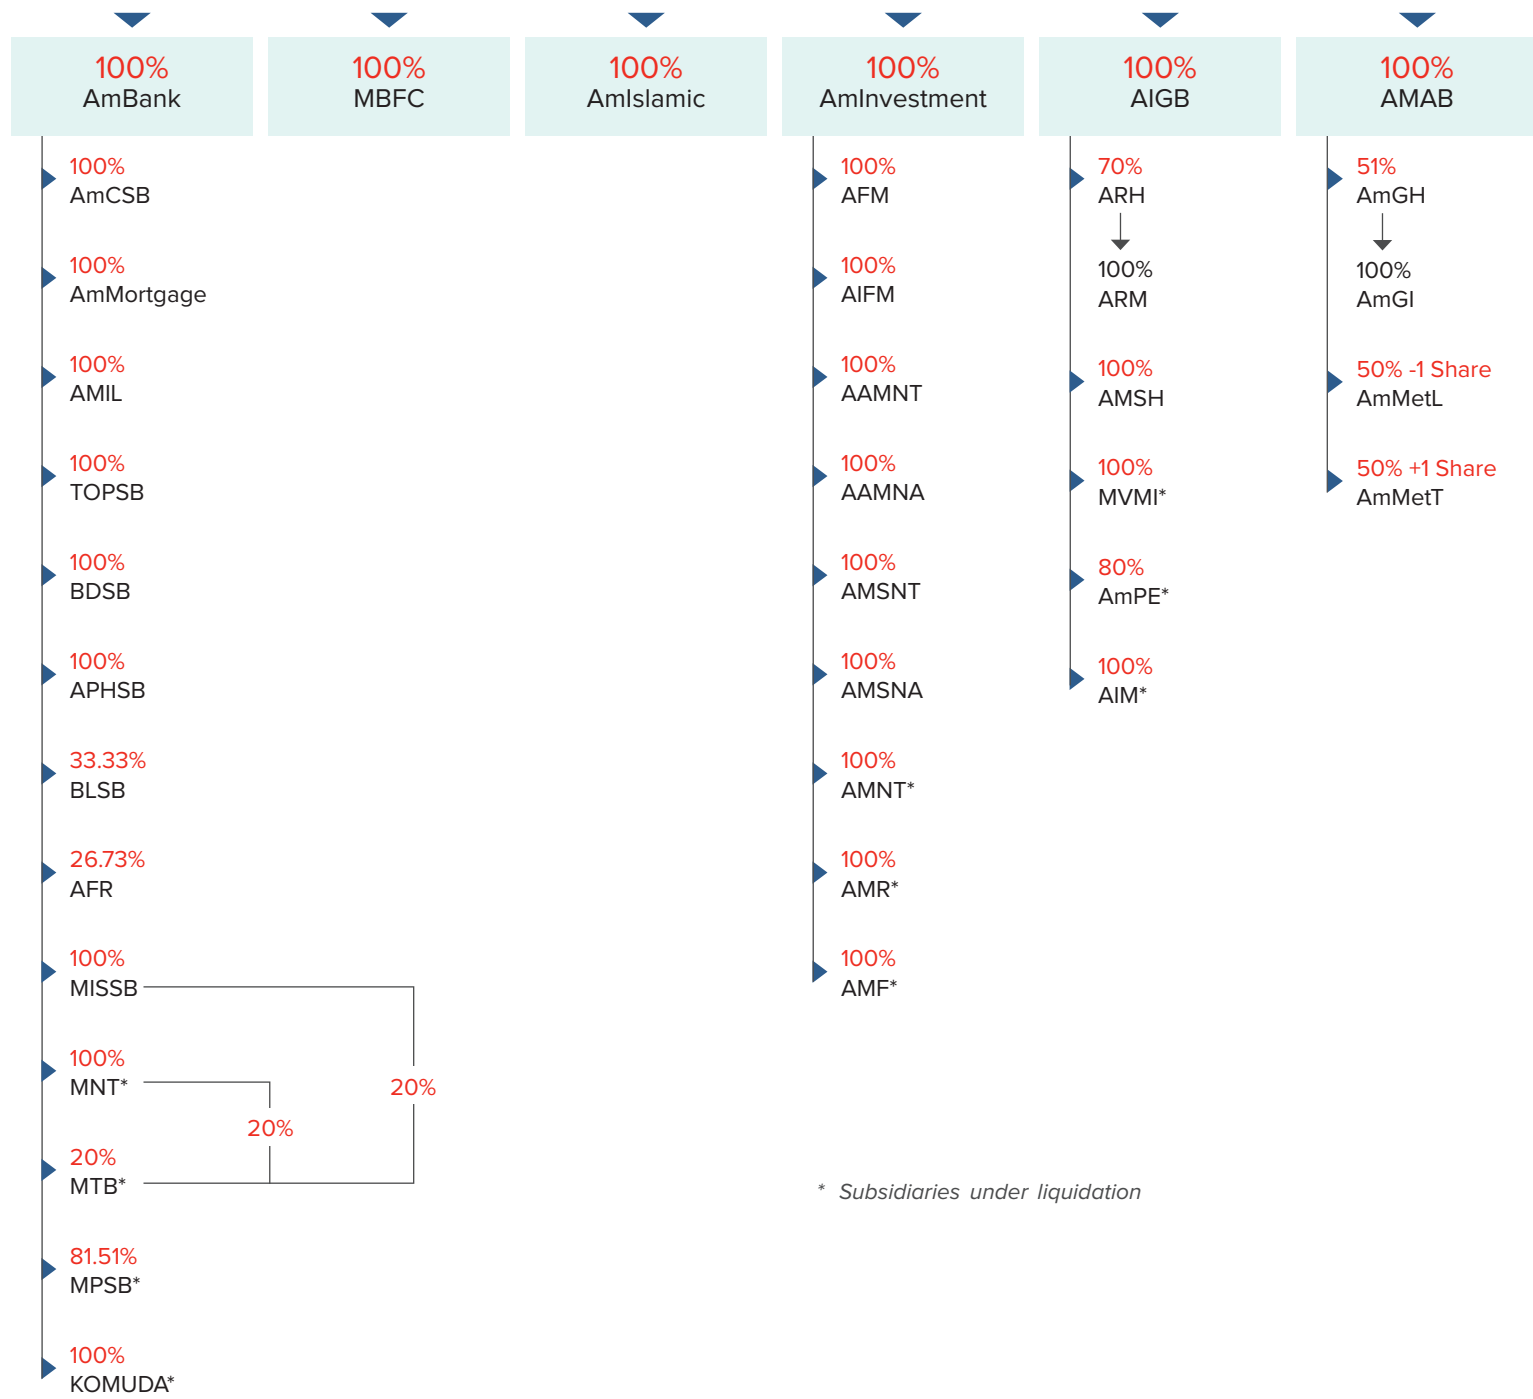 100%
AmBank
100%
MBFC
100%
AmIslamic
100%
AmInvestment
100%
AIGB
100%
AMAB
100%
AmCSB
100%
AmMortgage
100%
AMIL
100%
TOPSB
100%
BDSB
100%
APHSB
33.33%
BLSB
26.73%
AFR
100%
MISSB
100%
MNT*
20%
MTB*
81.51%
MPSB*
100%
KOMUDA*
20%
20%
100%
AFM
100%
AIFM
100%
AAMNT
100%
AAMNA
100%
AMSNT
100%
AMSNA
100%
AMNT*
100%
AMR*
100%
AMF*
70%
ARH
100%
ARM
100%
AMSH
100%
MVMI*
80%
AmPE*
100%
AIM*
51%
AmGH
100%
AmGI
50% -1 Share
AmMetL
50% +1 Share
AmMetT
* Subsidiaries under liquidation